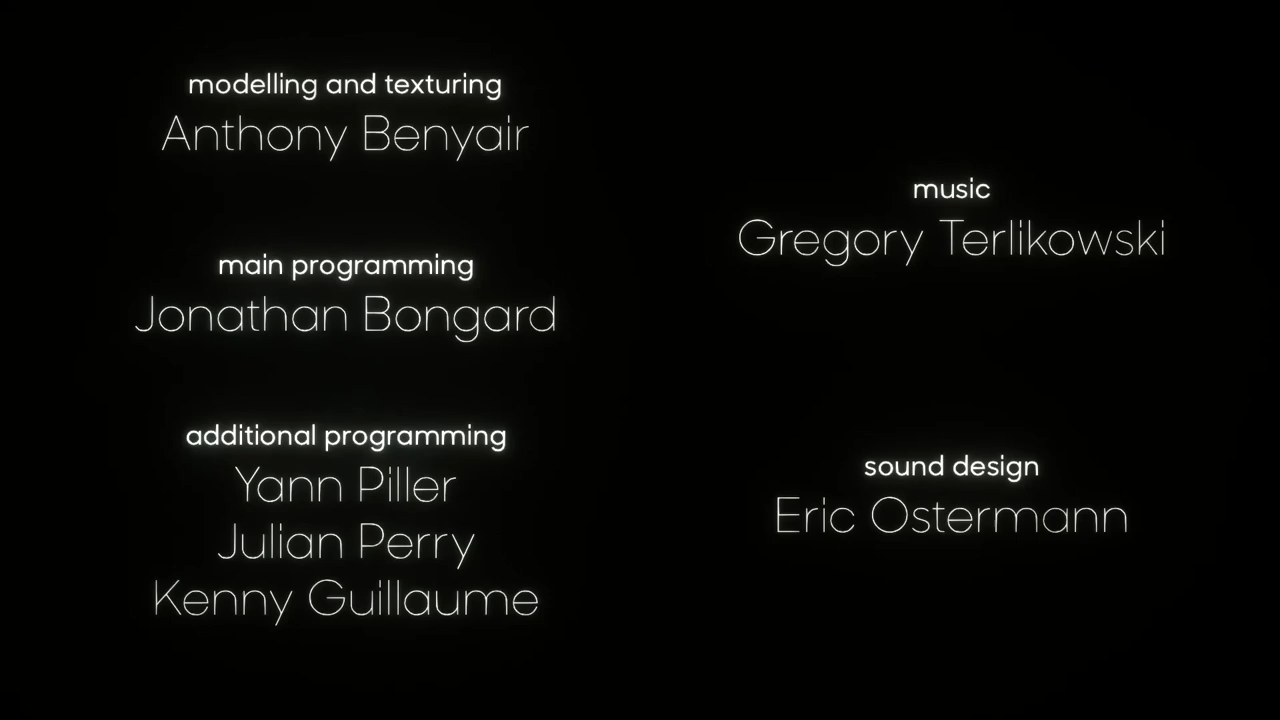 modelling and texturing
Anthony Benyair
main programming
Jonathan Bongard
additional programming
Yann Piller
Julian Perry
Kenny Guillaume
music
Gregory Terlikowski
sound design
Eric Ostermann